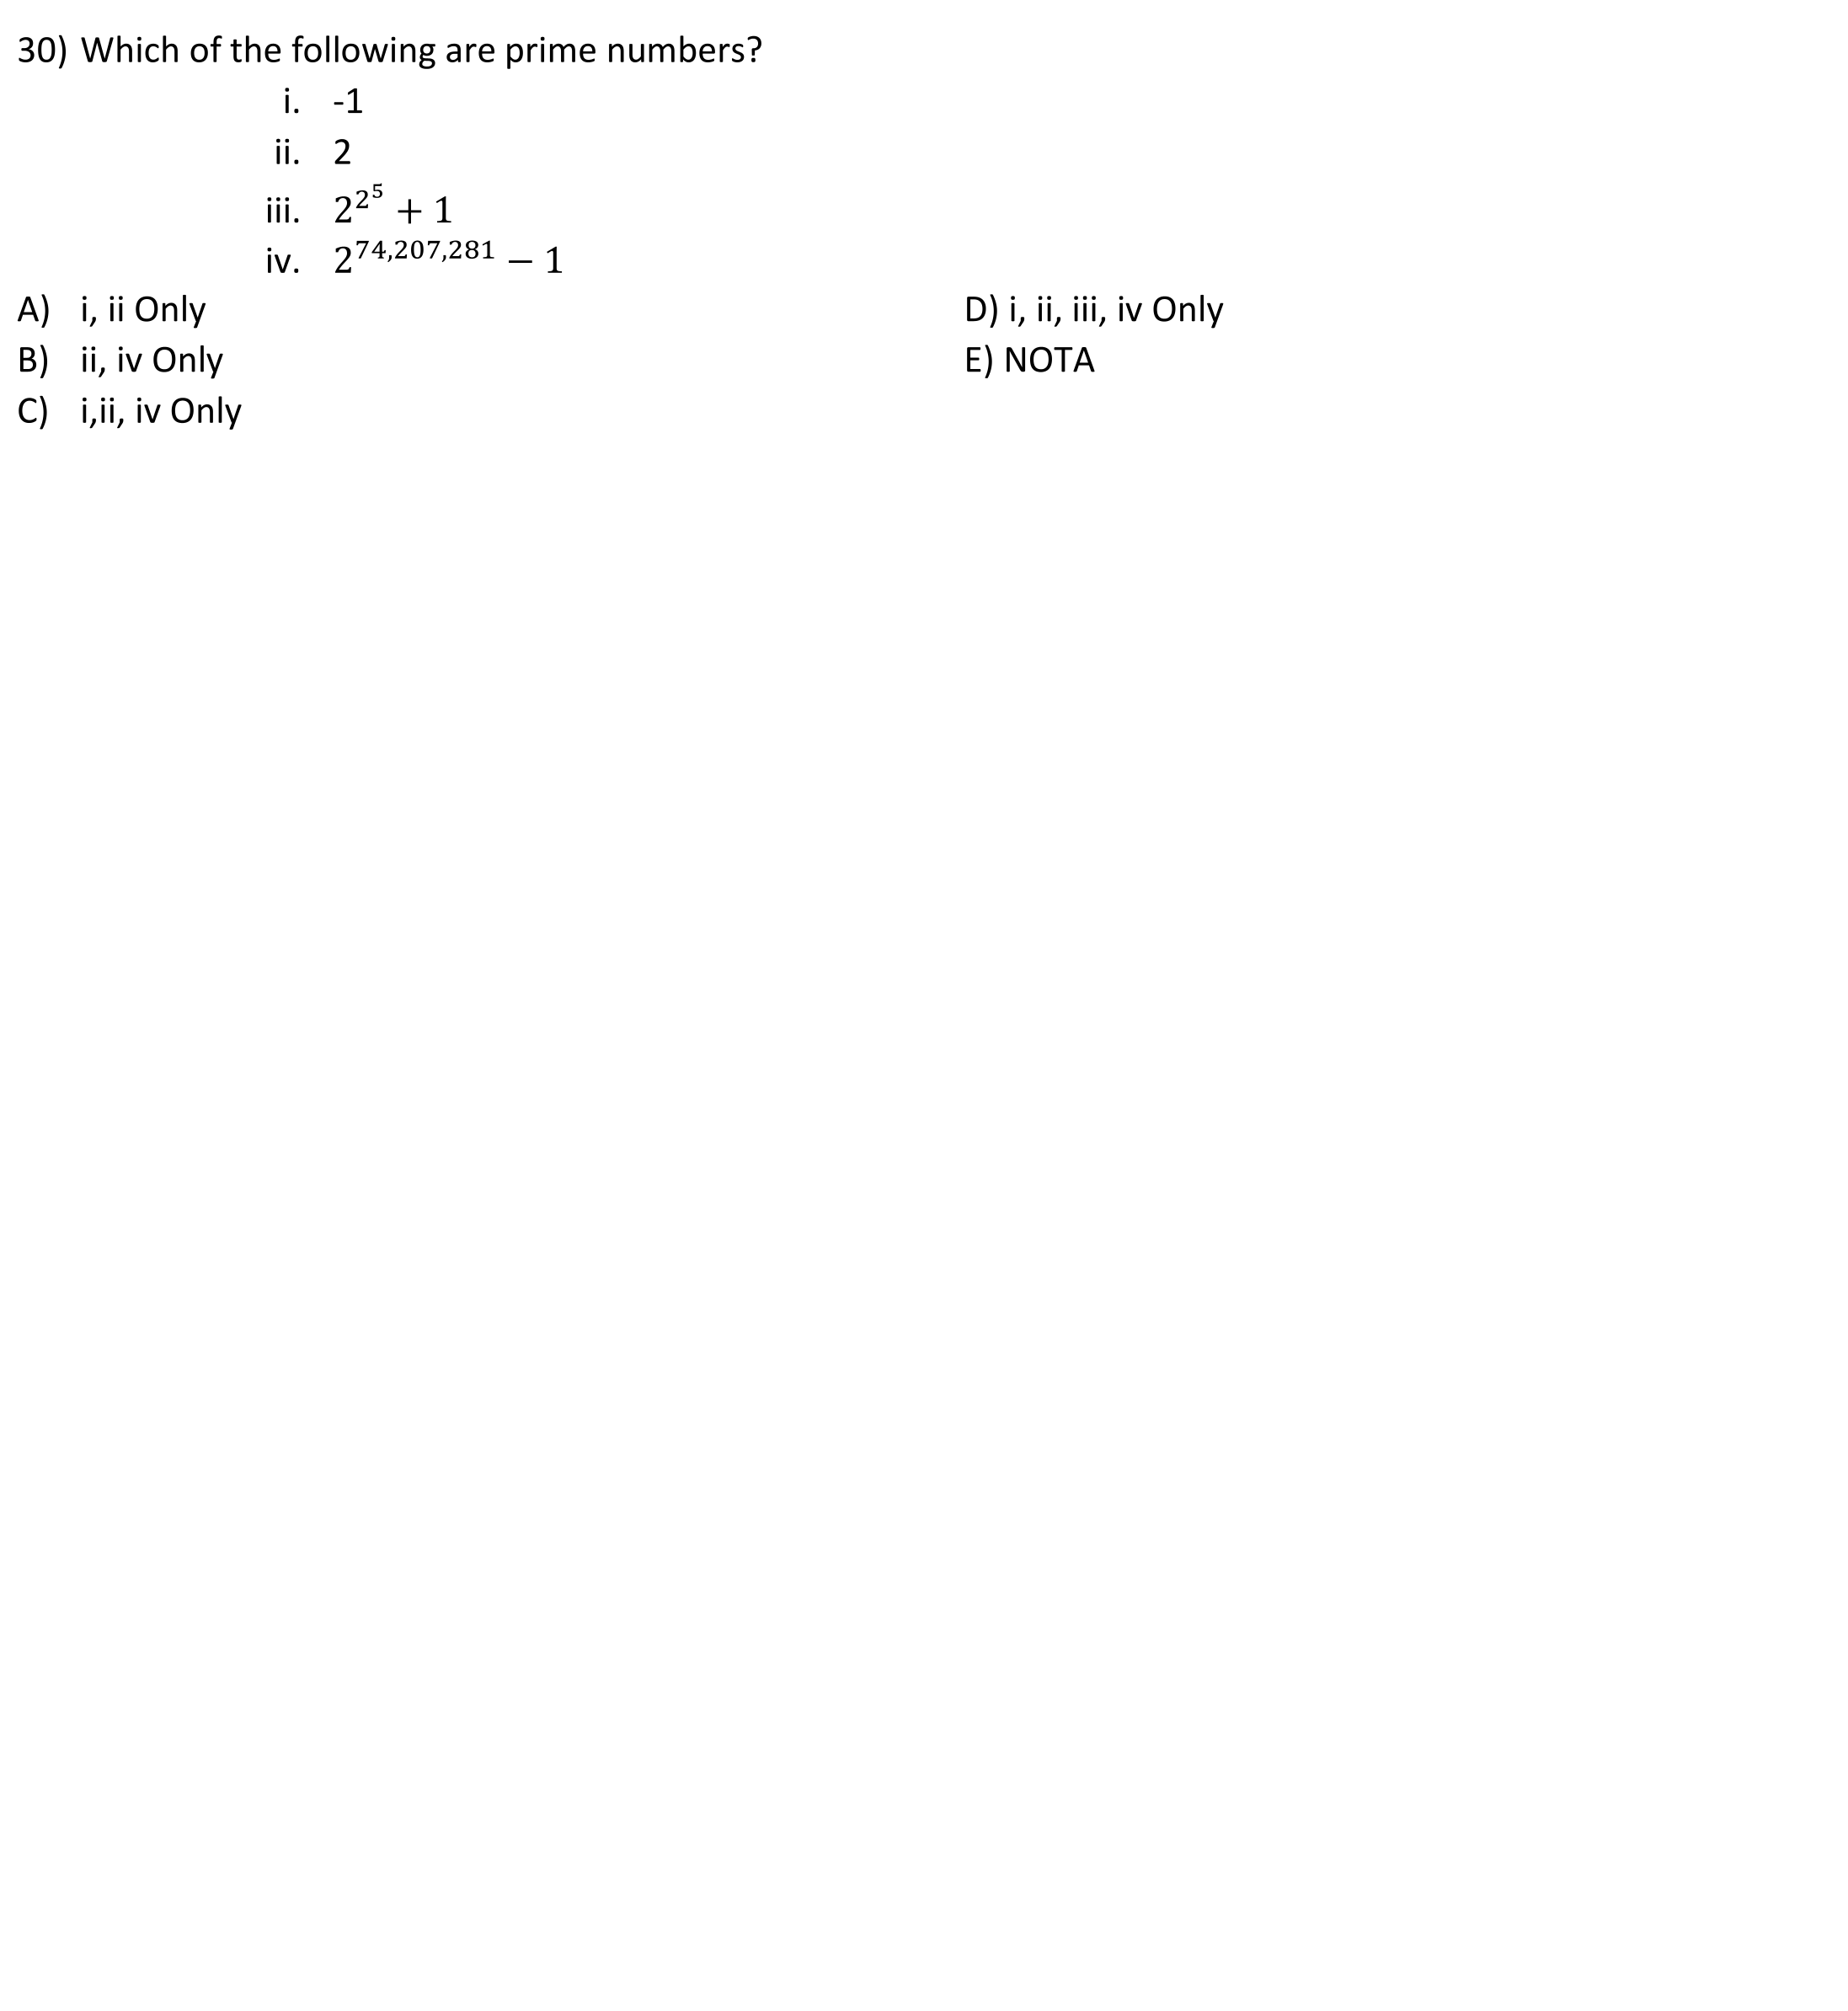 30) Which of the following are prime numbers?
i. -1
ii. 2
iii. 2^{2^5} + 1
iv. 2^{74,207,281} − 1
A) i, ii Only
B) ii, iv Only
C) i,ii, iv Only
D) i, ii, iii, iv Only
E) NOTA